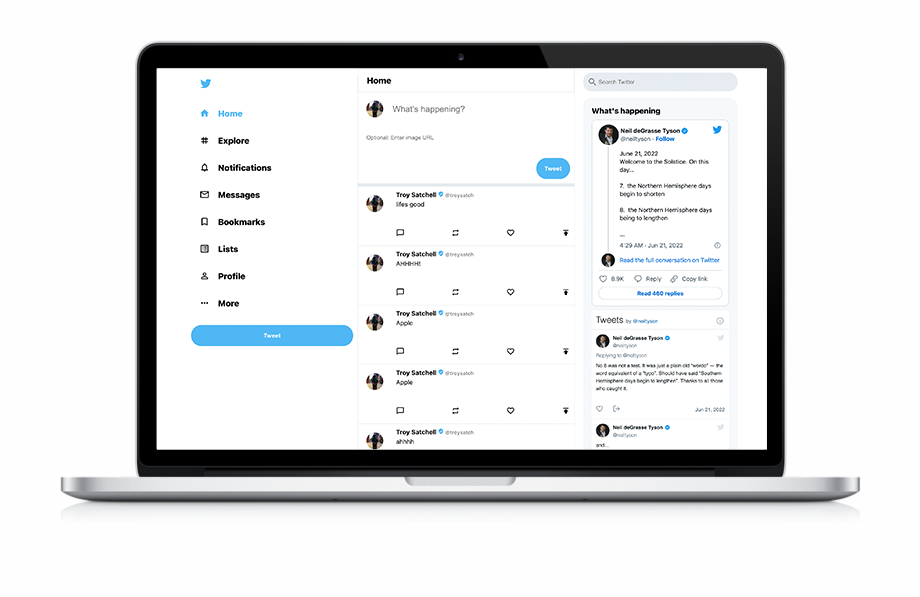 Home
Explore
Notifications
Messages
Bookmarks
Lists
Profile
More
Tweet
Home
What's happening?
Optional: Enter image URL
Tweet
Troy Satchell @treysatch
lifes good
Troy Satchell @treysatch
AHHHH!
Troy Satchell @treysatch
Apple
Troy Satchell @treysatch
Apple
Troy Satchell @treysatch
ahhhh
Search Twitter
What's happening
Neil deGrasse Tyson
@neiltyson · Follow
June 21, 2022
Welcome to the Solstice. On this
day...
7. the Northern Hemisphere days
begin to shorten
8. the Northern Hemisphere days
being to lengthen
...
4:29 AM · Jun 21, 2022
Read the full conversation on Twitter
8.9K Reply Copy link
Read 460 replies
Tweets by @neiltyson
Neil deGrasse Tyson
@neiltyson
Replying to @neiltyson
No 8 was not a test. It was just a plain old "wordo" — the
word equivalent of a "typo". Should have said "Southern
Hemisphere days begin to lengthen". Thanks to all those
who caught it.
Jun 21, 2022
Neil deGrasse Tyson
@neiltyson
and...